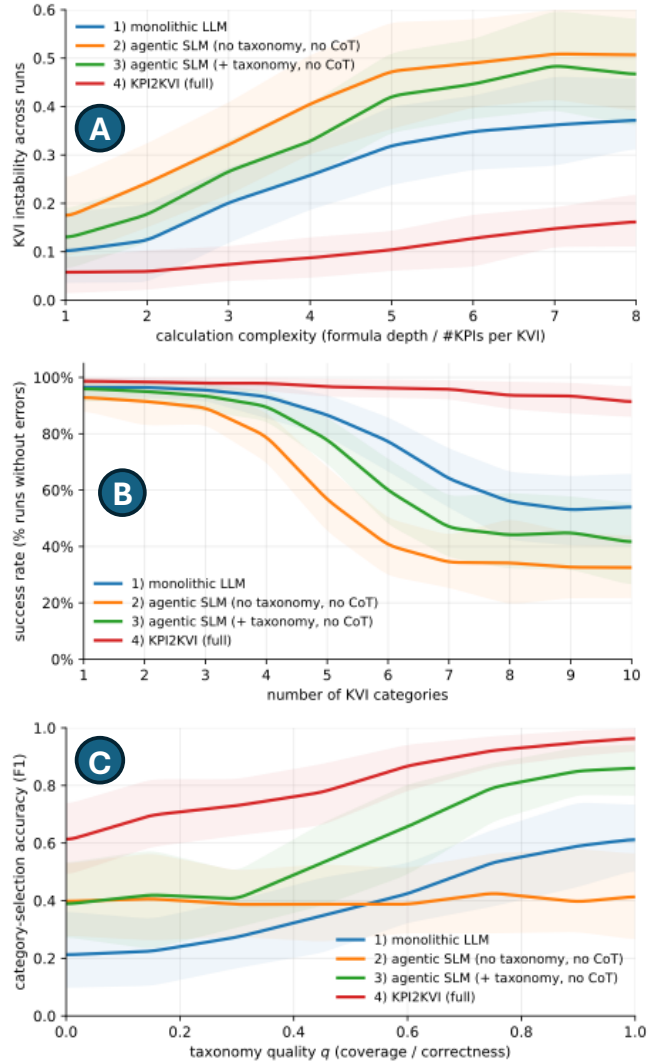 0.6
0.5
0.4
0.3
0.2
0.1
0.0
KVI instability across runs
1) monolithic LLM
2) agentic SLM (no taxonomy, no CoT)
3) agentic SLM (+ taxonomy, no CoT)
4) KPI2KVI (full)
A
1 2 3 4 5 6 7 8
calculation complexity (formula depth / #KPIs per KVI)
100%
80%
60%
40%
20%
0%
success rate (% runs without errors)
B
1) monolithic LLM
2) agentic SLM (no taxonomy, no CoT)
3) agentic SLM (+ taxonomy, no CoT)
4) KPI2KVI (full)
1 2 3 4 5 6 7 8 9 10
number of KVI categories
1.0
0.8
0.6
0.4
0.2
0.0
category-selection accuracy (F1)
C
1) monolithic LLM
2) agentic SLM (no taxonomy, no CoT)
3) agentic SLM (+ taxonomy, no CoT)
4) KPI2KVI (full)
0.0 0.2 0.4 0.6 0.8 1.0
taxonomy quality q (coverage / correctness)